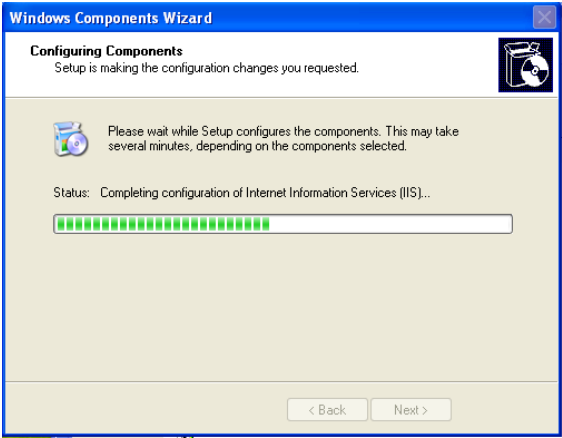 Windows Components Wizard
Configuring Components
Setup is making the configuration changes you requested.
Please wait while Setup configures the components. This may take
several minutes, depending on the components selected.
Status: Completing configuration of Internet Information Services (IIS)...
< Back Next >